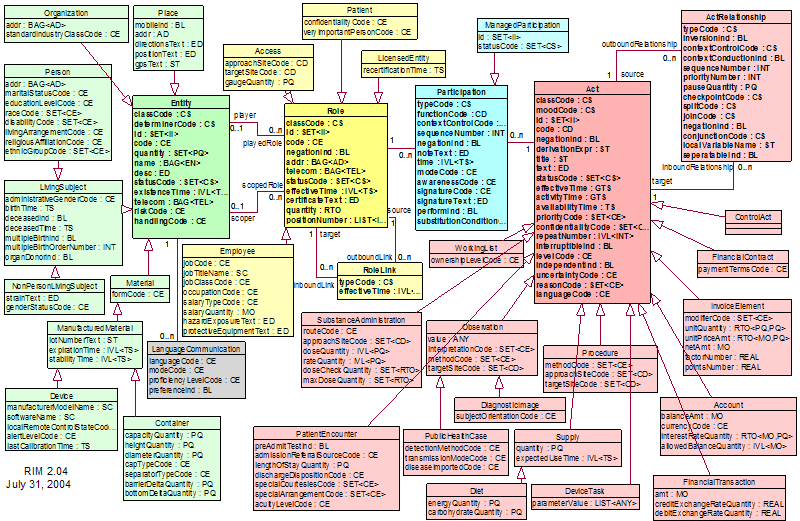 Organization
addr : BAG<AD>
standardIndustryClassCode : CE
Place
mobileInd : BL
addr : AD
directionsText : ED
positionText : ED
gpsText : ST
Patient
confidentialityCode : CE
veryImportantPersonCode : CE
ManagedParticipation
id : SET<II>
statusCode : SET<CS>
ActRelationship
typeCode : CS
inversionInd : BL
contextControlCode : CS
contextConductionInd : BL
sequenceNumber : INT
priorityNumber : INT
pauseQuantity : PQ
checkpointCode : CS
splitCode : CS
joinCode : CS
negationInd : BL
conjunctionCode : CS
localVariableName : ST
seperatableInd : BL
Access
approachSiteCode : CD
targetSiteCode : CD
gaugeQuantity : PQ
LicensedEntity
recertificationTime : TS
Person
addr : BAG<AD>
maritalStatusCode : CE
educationLevelCode : CE
raceCode : SET<CE>
disabilityCode : SET<CE>
livingArrangementCode : CE
religiousAffiliationCode : CE
ethnicGroupCode : SET<CE>
Entity
classCode : CS
determinerCode : CS
id : SET<II>
code : CE
quantity : SET<PQ>
name : BAG<EN>
desc : ED
statusCode : SET<CS>
existenceTime : IVL<T...
telecom : BAG<TEL>
riskCode : CE
handlingCode : CE
player
0..1
0..n
playedRole
scopedRole
0..1
0..n
scoper
Role
classCode : CS
id : SET<II>
code : CE
negationInd : BL
addr : BAG<AD>
telecom : BAG<TEL>
statusCode : SET<CS>
effectiveTime : IVL<TS>
certificateText : ED
quantity : RTO
positionNumber : LIST<I...
1
0..n
Participation
typeCode : CS
functionCode : CD
contextControlCode : ...
sequenceNumber : INT
negationInd : BL
noteText : ED
time : IVL<TS>
modeCode : CE
awarenessCode : CE
signatureCode : CE
signatureText : ED
performInd : BL
substitutionCondition...
0..n
1
Act
classCode : CS
moodCode : CS
id : SET<II>
code : CD
negationInd : BL
derivationExpr : ST
title : ST
text : ED
statusCode : SET<CS>
effectiveTime : GTS
activityTime : GTS
availabilityTime : TS
priorityCode : SET<CE>
confidentialityCode : SET<C...
repeatNumber : IVL<INT>
interruptibleInd : BL
levelCode : CE
independentInd : BL
uncertaintyCode : CE
reasonCode : SET<CE>
languageCode : CE
outboundRelationship
0..n
1
source
inboundRelationship
0..n
target
1
LivingSubject
administrativeGenderCode : CE
birthTime : TS
deceasedInd : BL
deceasedTime : TS
multipleBirthInd : BL
multipleBirthOrderNumber : INT
organDonorInd : BL
1
target
1
source
outboundLink
0..n
0..n
inboundLink
RoleLink
typeCode : CS
effectiveTime : IVL...
Employee
jobCode : CE
jobTitleName : SC
jobClassCode : CE
occupationCode : CE
salaryTypeCode : CE
salaryQuantity : MO
hazardExposureText : ED
protectiveEquipmentText : ED
NonPersonLivingSubject
strainText : ED
genderStatusCode : CE
Material
formCode : CE
1
0..n
LanguageCommunication
languageCode : CE
modeCode : CE
proficiencyLevelCode : CE
preferenceInd : BL
WorkingList
ownershipLevelCode : CE
ControlAct
FinancialContract
paymentTermsCode : CE
ManufacturedMaterial
lotNumberText : ST
expirationTime : IVL<TS>
stabilityTime : IVL<TS>
SubstanceAdministration
routeCode : CE
approachSiteCode : SET<CD>
doseQuantity : IVL<PQ>
rateQuantity : IVL<PQ>
doseCheckQuantity : SET<RTO>
maxDoseQuantity : SET<RTO>
Observation
value : ANY
interpretationCode : SET<CE>
methodCode : SET<CE>
targetSiteCode : SET<CD>
Procedure
methodCode : SET<CE>
approachSiteCode : SET<CD>
targetSiteCode : SET<CD>
InvoiceElement
modifierCode : SET<CE>
unitQuantity : RTO<PQ,PQ>
unitPriceAmt : RTO<MO,PQ>
netAmt : MO
factorNumber : REAL
pointsNumber : REAL
Device
manufacturerModelName : SC
softwareName : SC
localRemoteControlStateCode...
alertLevelCode : CE
lastCalibrationTime : TS
Container
capacityQuantity : PQ
heightQuantity : PQ
diameterQuantity : PQ
capTypeCode : CE
separatorTypeCode : CE
barrierDeltaQuantity : PQ
bottomDeltaQuantity : PQ
DiagnosticImage
subjectOrientationCode : CE
Account
balanceAmt : MO
currencyCode : CE
interestRateQuantity : RTO<MO,PQ>
allowedBalanceQuantity : IVL<MO>
PatientEncounter
preAdmitTestInd : BL
admissionReferralSourceCode : CE
lengthOfStayQuantity : PQ
dischargeDispositionCode : CE
specialCourtesiesCode : SET<CE>
specialArrangementCode : SET<CE>
acuityLevelCode : CE
PublicHealthCase
detectionMethodCode : CE
transmissionModeCode : CE
diseaseImportedCode : CE
Supply
quantity : PQ
expectedUseTime : IVL<TS>
Diet
energyQuantity : PQ
carbohydrateQuantity : PQ
DeviceTask
parameterValue : LIST<ANY>
FinancialTransaction
amt : MO
creditExchangeRateQuantity : REAL
debitExchangeRateQuantity : REAL
RIM 2.04
July 31, 2004